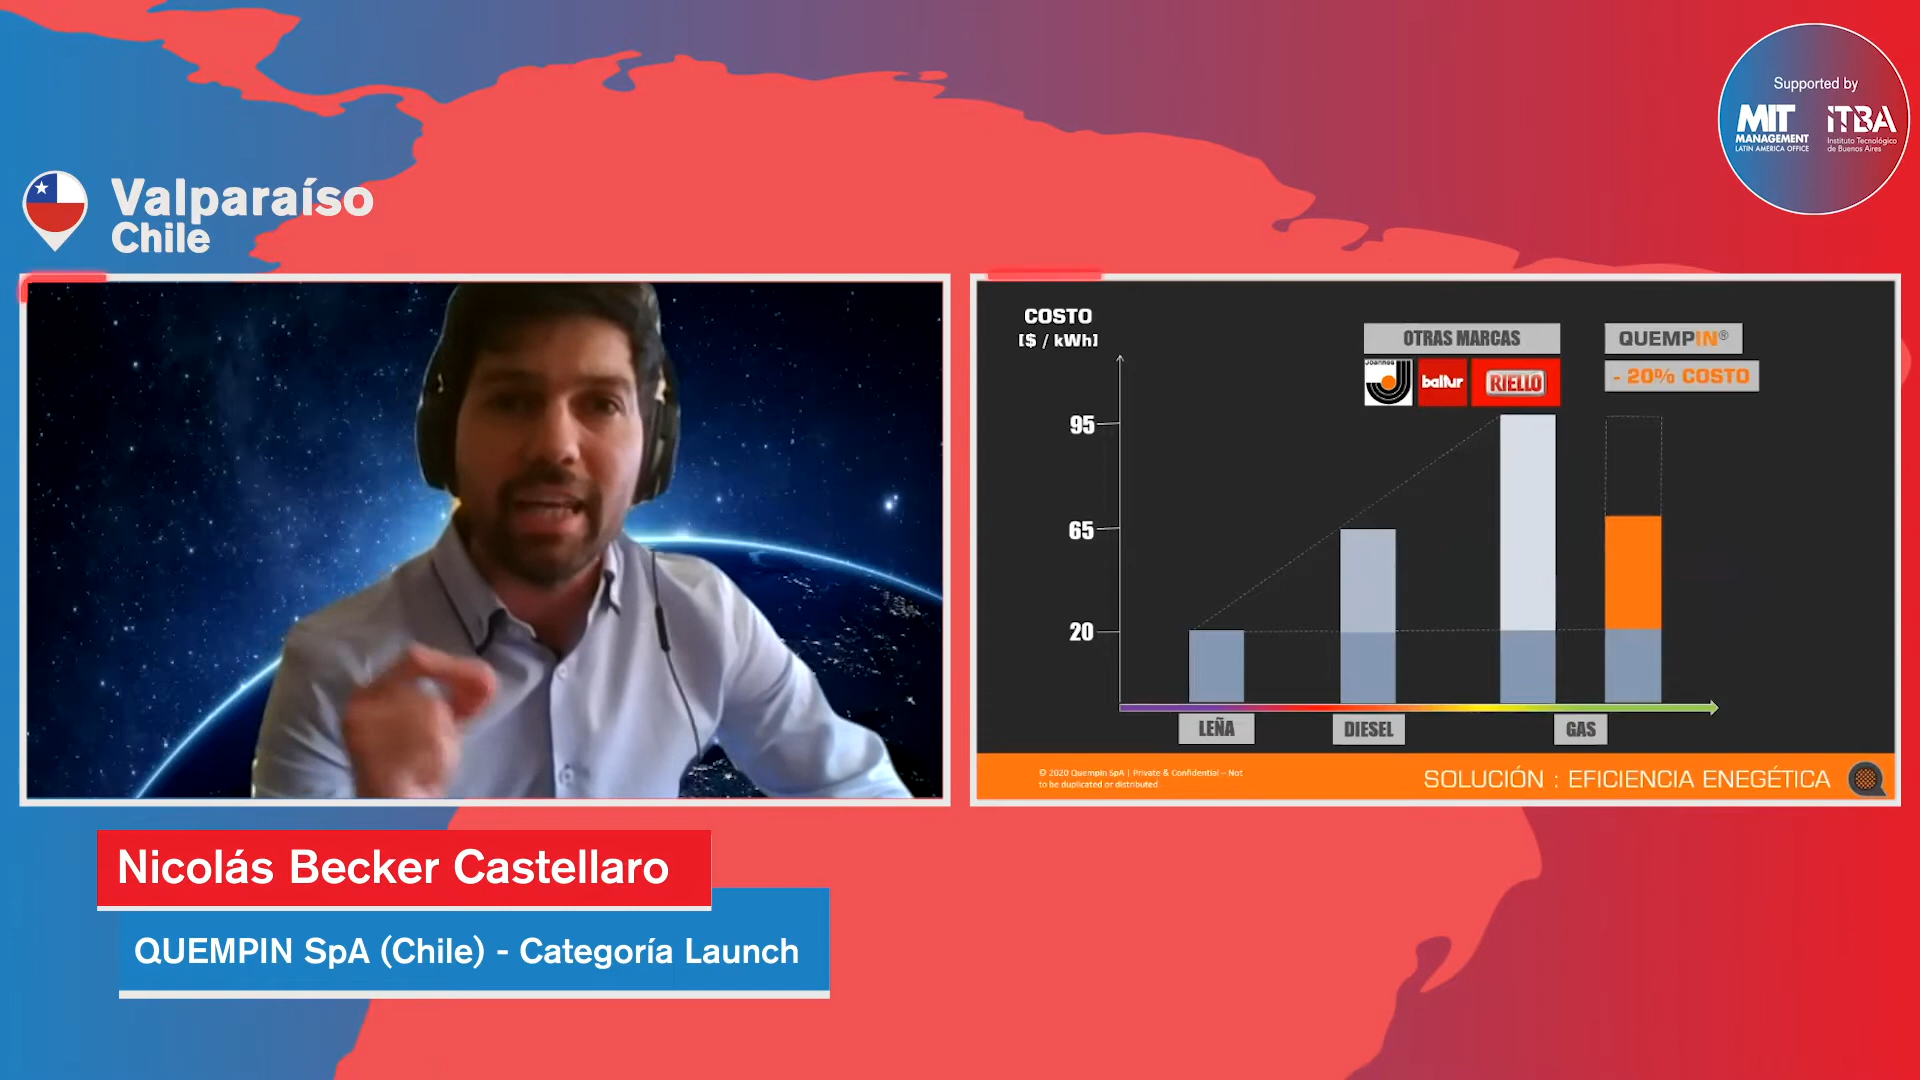 Supported by
MIT
MANAGEMENT
LATIN AMERICA OFFICE
iTBA
Instituto Tecnológico
de Buenos Aires
Valparaíso
Chile
COSTO
[$ / kWh]
OTRAS MARCAS
QUEMPIN®
Joannes
baltur
RIELLO
- 20% COSTO
95
65
20
LEÑA
DIESEL
GAS
© 2020 Quempin SpA | Private & Confidential – Not
to be duplicated or distributed
SOLUCIÓN : EFICIENCIA ENEGÉTICA
Nicolás Becker Castellaro
QUEMPIN SpA (Chile) - Categoría Launch